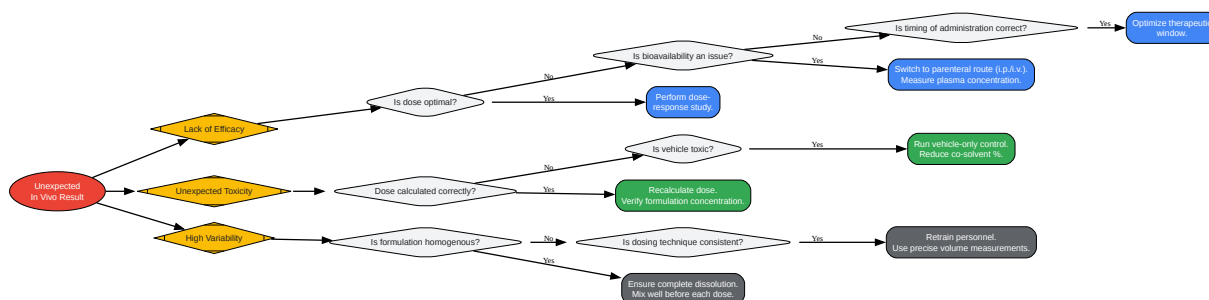 Is timing of administration correct?
Yes
Optimize therapeutic
window.
No
Is bioavailability an issue?
Yes
Switch to parenteral route (i.p./i.v.).
Measure plasma concentration.
No
Is dose optimal?
Yes
Perform dose-
response study.
Lack of Efficacy
Is vehicle toxic?
Yes
Run vehicle-only control.
Reduce co-solvent %.
No
Unexpected
In Vivo Result
Unexpected Toxicity
Dose calculated correctly?
Yes
Recalculate dose.
Verify formulation concentration.
High Variability
Is formulation homogenous?
No
Is dosing technique consistent?
Yes
Retrain personnel.
Use precise volume measurements.
Yes
Ensure complete dissolution.
Mix well before each dose.